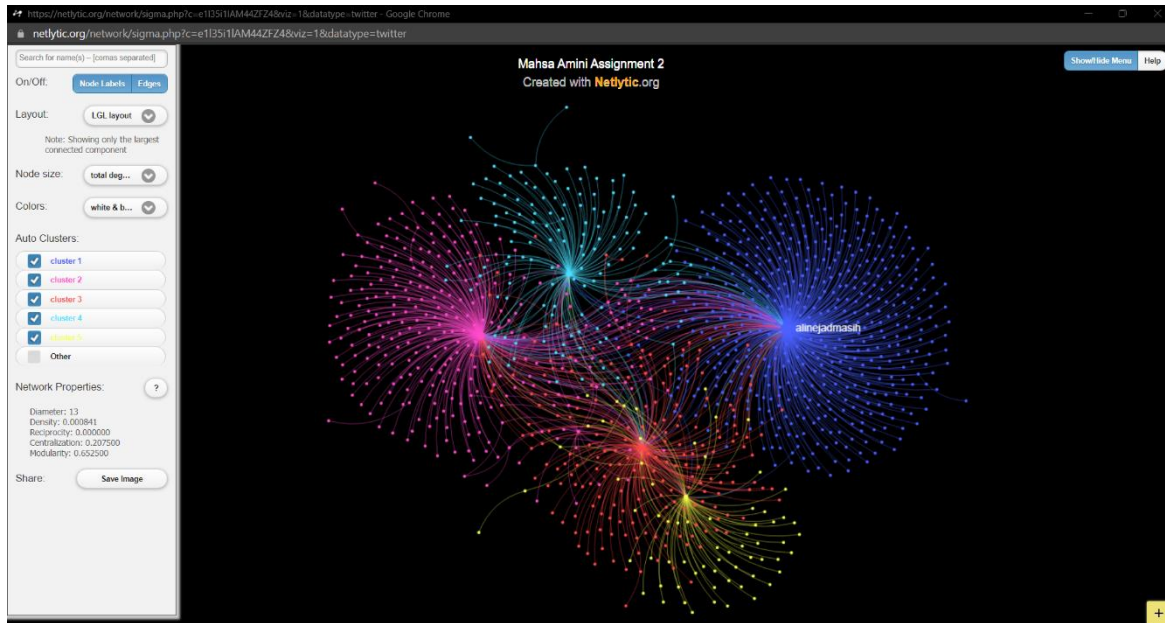 https://netlytic.org/network/sigma.php?c=e1l35i1lAM44ZFZ4&viz=1&datatype=twitter - Google Chrome
netlytic.org/network/sigma.php?c=e1l35i1lAM44ZFZ4&viz=1&datatype=twitter
Search for name(s) – [comas separated]
On/Off:
Node Labels
Edges
Layout:
LGL layout
Note: Showing only the largest
connected component
Node size:
total deg...
Colors:
white & b...
Auto Clusters:
cluster 1
cluster 2
cluster 3
cluster 4
cluster 5
Other
Network Properties:
?
Diameter: 13
Density: 0.000841
Reciprocity: 0.000000
Centralization: 0.207500
Modularity: 0.652500
Share:
Save Image
Mahsa Amini Assignment 2
Created with Netlytic.org
Show/Hide Menu
Help
alinejadmasih
+